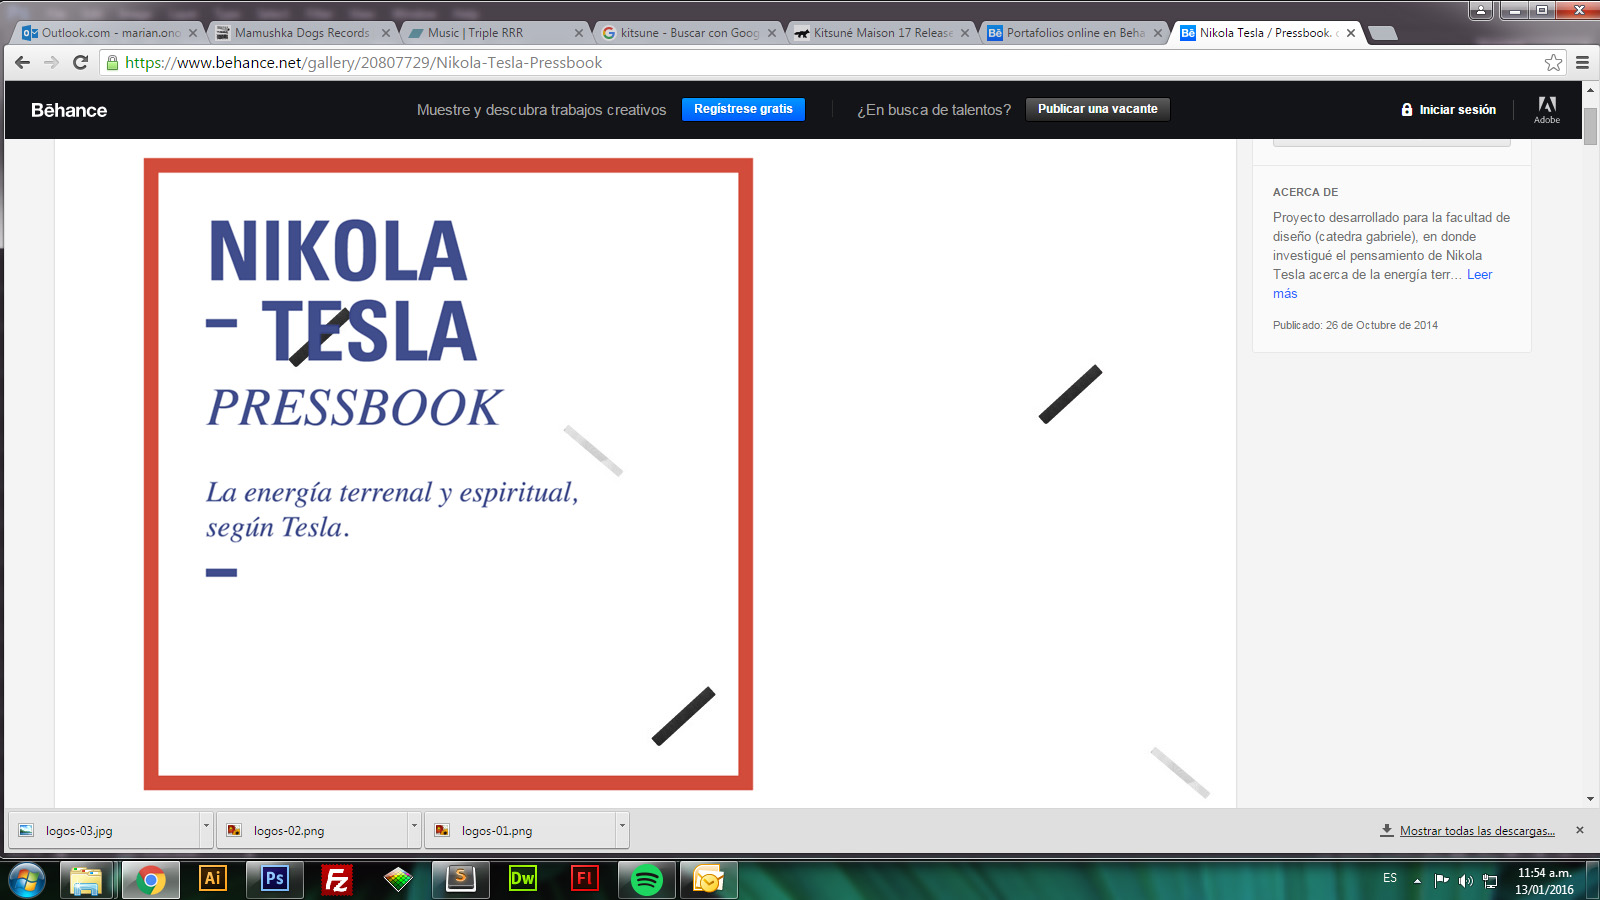 Outlook.com - marian.ono
Mamushka Dogs Records
Music | Triple RRR
kitsune - Buscar con Goog
Kitsuné Maison 17 Release
Portafolios online en Beha
Nikola Tesla / Pressbook.
https://www.behance.net/gallery/20807729/Nikola-Tesla-Pressbook
Bēhance
Muestre y descubra trabajos creativos
Regístrese gratis
¿En busca de talentos?
Publicar una vacante
Iniciar sesión
Adobe
NIKOLA
– TESLA
PRESSBOOK
La energía terrenal y espiritual,
según Tesla.
ACERCA DE
Proyecto desarrollado para la facultad de
diseño (catedra gabriele), en donde
investigué el pensamiento de Nikola
Tesla acerca de la energía terr... Leer
más
Publicado: 26 de Octubre de 2014
logos-03.jpg
logos-02.png
logos-01.png
Mostrar todas las descargas...
Ai
Ps
Fz
S
Dw
Fl
ES
11:54 a.m.
13/01/2016